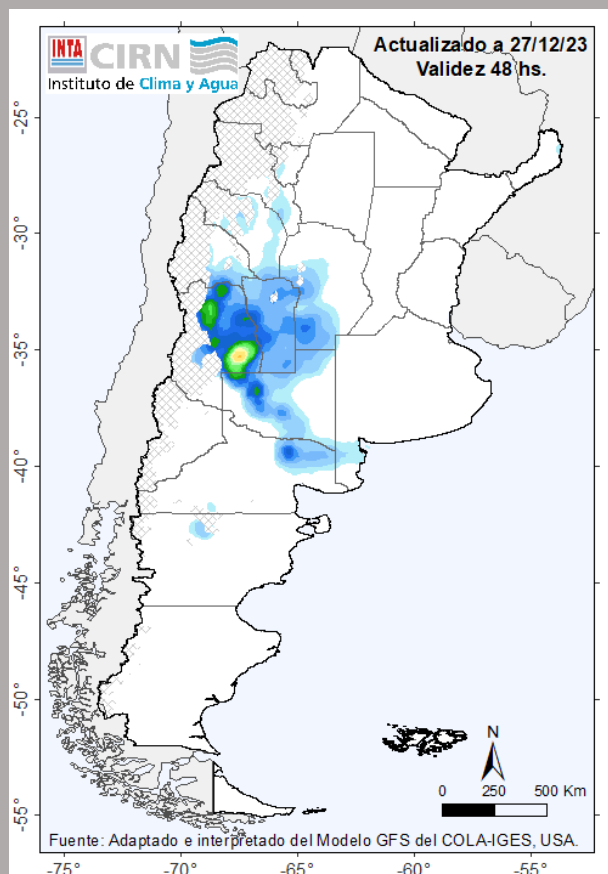 INTA CIRN
Instituto de Clima y Agua
Actualizado a 27/12/23
Validez 48 hs.
-25°
-30°
-35°
-40°
-45°
-50°
-55°
N
0 250 500 Km
Fuente: Adaptado e interpretado del Modelo GFS del COLA-IGES, USA.
-75° -70° -65° -60° -55°